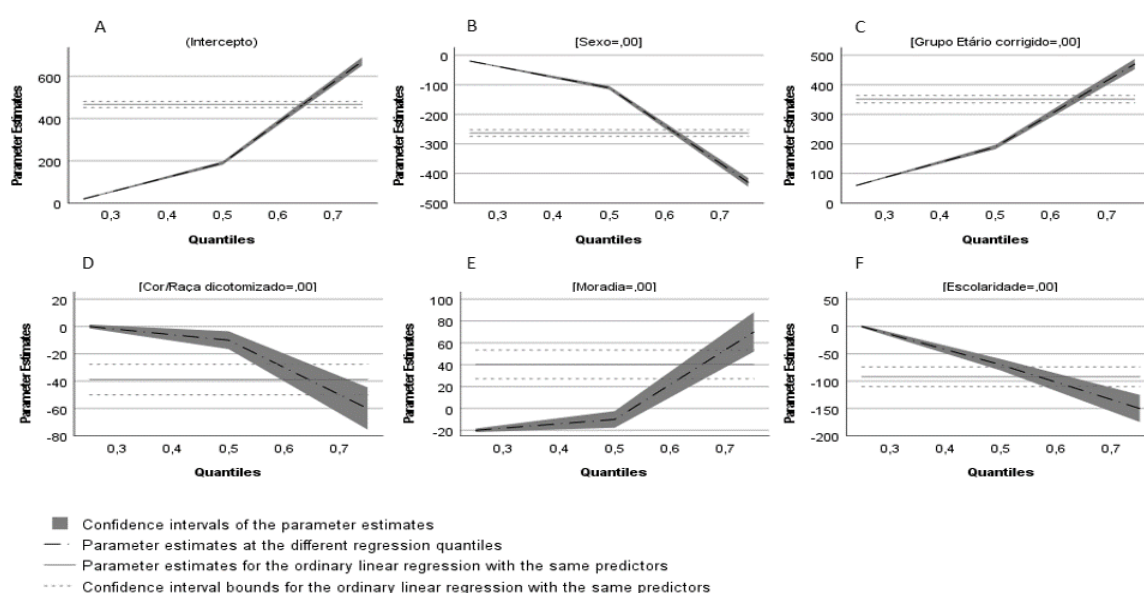 A
(Intercepto)
Parameter Estimates
600
400
200
0
0,3 0,4 0,5 0,6 0,7
Quantiles
B
[Sexo=,00]
Parameter Estimates
0
-100
-200
-300
-400
-500
0,3 0,4 0,5 0,6 0,7
Quantiles
C
[Grupo Etário corrigido=,00]
Parameter Estimates
500
400
300
200
100
0
0,3 0,4 0,5 0,6 0,7
Quantiles
D
[Cor/Raça dicotomizado=,00]
Parameter Estimates
20
0
-20
-40
-60
-80
0,3 0,4 0,5 0,6 0,7
Quantiles
E
[Moradia=,00]
Parameter Estimates
100
80
60
40
20
0
-20
0,3 0,4 0,5 0,6 0,7
Quantiles
F
[Escolaridade=,00]
Parameter Estimates
50
0
-50
-100
-150
-200
0,3 0,4 0,5 0,6 0,7
Quantiles
Confidence intervals of the parameter estimates
Parameter estimates at the different regression quantiles
Parameter estimates for the ordinary linear regression with the same predictors
Confidence interval bounds for the ordinary linear regression with the same predictors